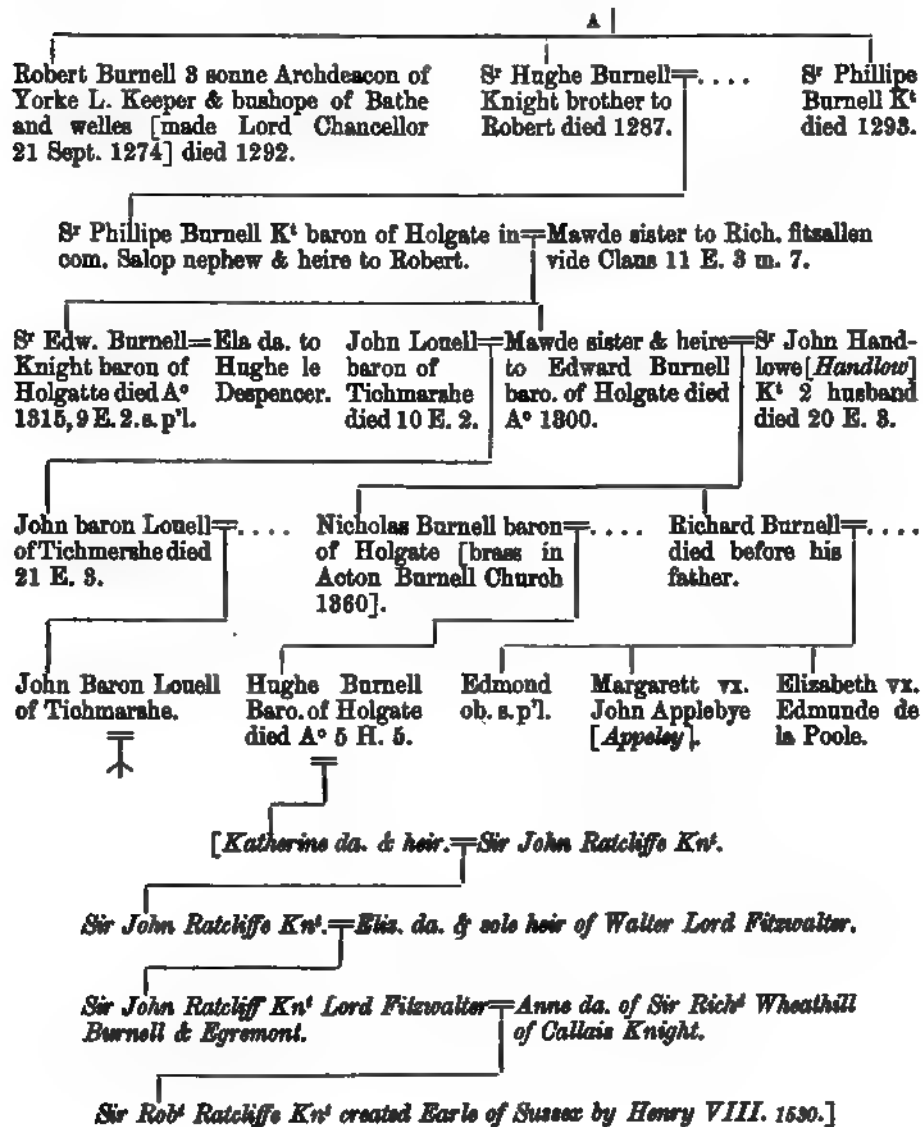 A
Robert Burnell 3 sonne Archdeacon of
Yorke L. Keeper & bushope of Bathe
and welles [made Lord Chancellor
21 Sept. 1274] died 1292.
Sʳ Hughe Burnell=....
Knight brother to
Robert died 1287.
Sʳ Phillipe
Burnell Kᵗ
died 1293.
Sʳ Phillipe Burnell Kᵗ baron of Holgate in=Mawde sister to Rich. fitzallen
com. Salop nephew & heire to Robert. vide Claus 11 E. 3 m. 7.
Sʳ Edw. Burnell=Ela da. to
Knight baron of Hughe le
Holgatte died Aᵒ Despencer.
1315, 9 E. 2. s. p'l.
John Louell=Mawde sister & heire=Sʳ John Hand-
baron of to Edward Burnell lowe [Handlow]
Tichmarshe baro. of Holgate died Kᵗ 2 husband
died 10 E. 2. Aᵒ 1300. died 20 E. 3.
John baron Louell=....
of Tichmershe died
21 E. 3.
Nicholas Burnell baron=....
of Holgate [brass in
Acton Burnell Church
1360].
Richard Burnell=....
died before his
father.
John Baron Louell
of Tichmarshe.
Hughe Burnell
Baro. of Holgate
died Aᵒ 5 H. 5.
Edmond
ob. s. p'l.
Margarett vx.
John Applebye
[Appeley].
Elizabeth vx.
Edmunde de
la Poole.
[Katherine da. & heir.=Sir John Ratcliffe Knᵗ.
Sir John Ratcliffe Knᵗ.=Eliz. da. & sole heir of Walter Lord Fitzwalter.
Sir John Ratcliff Knᵗ Lord Fitzwalter=Anne da. of Sir Richᵈ Wheathill
Burnell & Egremont. of Callais Knight.
Sir Robᵗ Ratcliffe Knᵗ created Earle of Sussex by Henry VIII. 1530.]